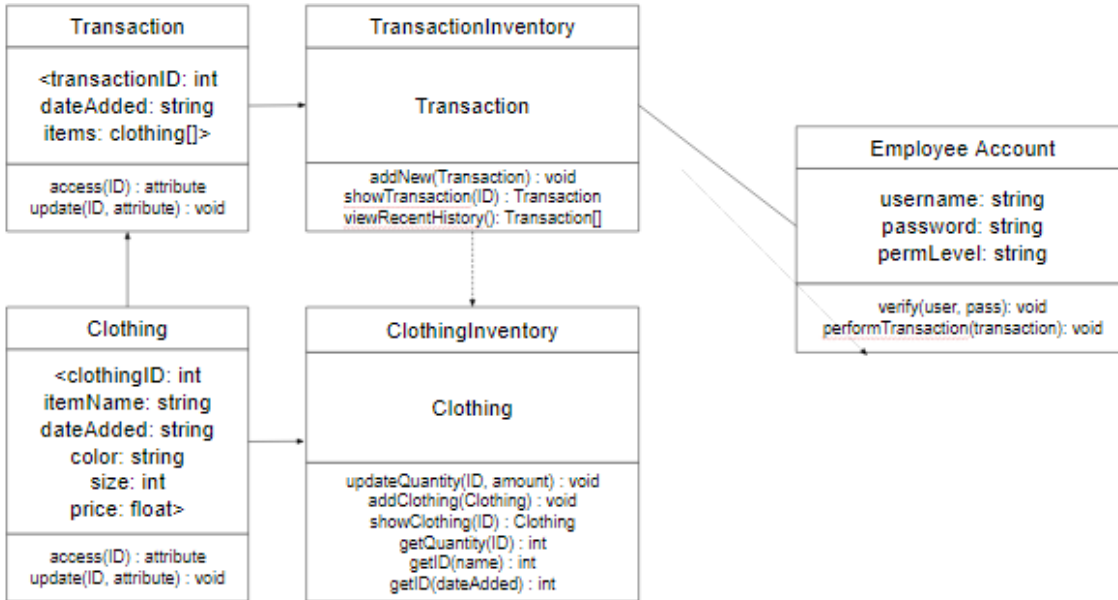 Transaction
<transactionID: int
dateAdded: string
items: clothing[]>
access(ID) : attribute
update(ID, attribute) : void
TransactionInventory
Transaction
addNew(Transaction) : void
showTransaction(ID) : Transaction
viewRecentHistory(): Transaction[]
Employee Account
username: string
password: string
permLevel: string
verify(user, pass): void
performTransaction(transaction): void
Clothing
<clothingID: int
itemName: string
dateAdded: string
color: string
size: int
price: float>
access(ID) : attribute
update(ID, attribute) : void
ClothingInventory
Clothing
updateQuantity(ID, amount) : void
addClothing(Clothing) : void
showClothing(ID) : Clothing
getQuantity(ID) : int
getID(name) : int
getID(dateAdded) : int